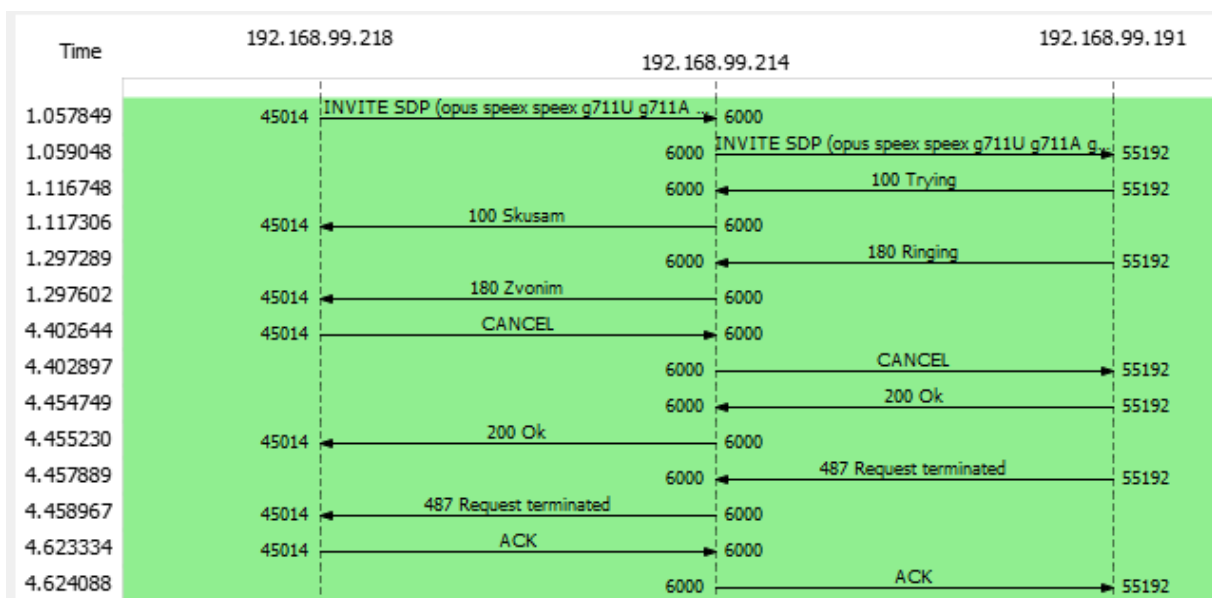 192.168.99.218 192.168.99.191
Time
192.168.99.214
1.057849 45014 INVITE SDP (opus speex speex g711U g711A ... 6000
1.059048 6000 INVITE SDP (opus speex speex g711U g711A g... 55192
1.116748 6000 100 Trying 55192
1.117306 45014 100 Skusam 6000
1.297289 6000 180 Ringing 55192
1.297602 45014 180 Zvonim 6000
4.402644 45014 CANCEL 6000
4.402897 6000 CANCEL 55192
4.454749 6000 200 Ok 55192
4.455230 45014 200 Ok 6000
4.457889 6000 487 Request terminated 55192
4.458967 45014 487 Request terminated 6000
4.623334 45014 ACK 6000
4.624088 6000 ACK 55192